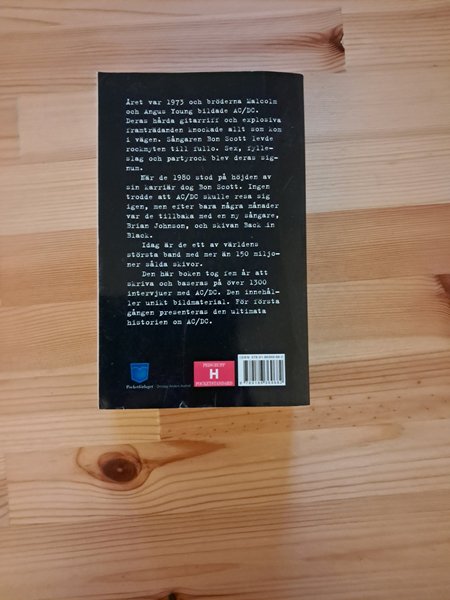 Året var 1973 och bröderna Malcolm
och Angus Young bildade AC/DC.
Deras hårda gitarriff och explosiva
framträdanden knockade allt som kom
i vägen. Sångaren Bon Scott levde
rockmyten till fullo. Sex, fylle-
slag och partyrock blev deras sig-
num.
När de 1980 stod på höjden av
sin karriär dog Bon Scott. Ingen
trodde att AC/DC skulle resa sig
igen, men efter bara några månader
var de tillbaka med en ny sångare,
Brian Johnson, och skivan Back in
Black.
Idag är de ett av världens
största band med mer än 150 miljo-
ner sålda skivor.
Den här boken tog fem år att
skriva och baseras på över 1300
intervjuer med AC/DC. Den innehål-
ler unikt bildmaterial. För första
gången presenteras den ultimata
historien om AC/DC.
Pocketförlaget
H
POCKETSTANDARD